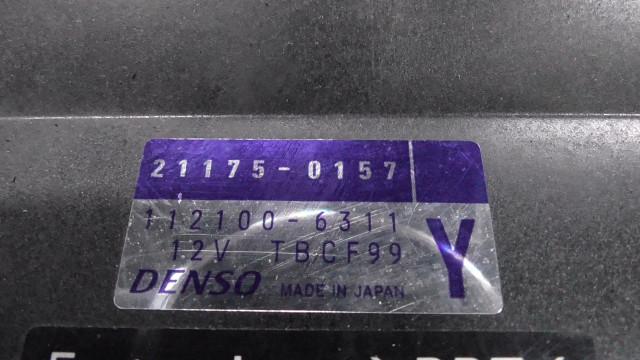 21175-0157
112100-6311
12V TBCF99
Y
DENSO MADE IN JAPAN